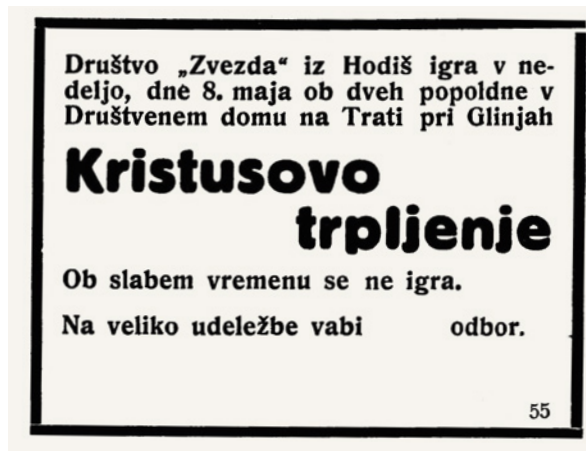 Društvo „Zvezda“ iz Hodiš igra v ne-
deljo, dne 8. maja ob dveh popoldne v
Društvenem domu na Trati pri Glinjah
Kristusovo
trpljenje
Ob slabem vremenu se ne igra.
Na veliko udeležbe vabi odbor.
55